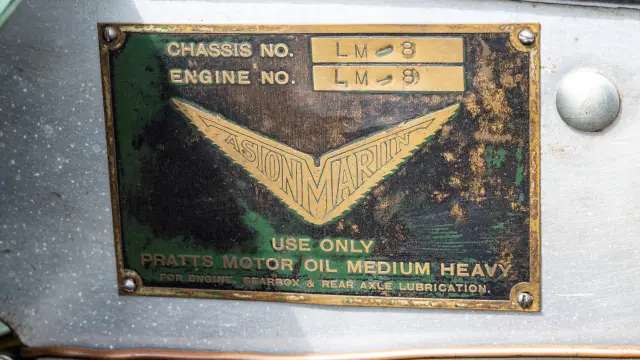 CHASSIS NO. LM-8
ENGINE NO. LM-8
ASTON MARTIN
USE ONLY
PRATTS MOTOR OIL MEDIUM HEAVY
FOR ENGINE, GEARBOX & REAR AXLE LUBRICATION.